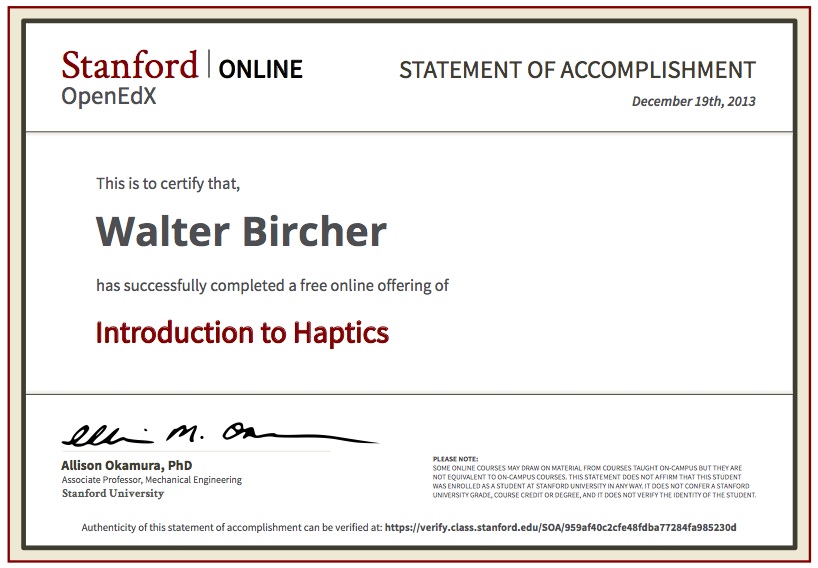 Stanford | ONLINE
OpenEdX
STATEMENT OF ACCOMPLISHMENT
December 19th, 2013
This is to certify that,
Walter Bircher
has successfully completed a free online offering of
Introduction to Haptics
Allison Okamura, PhD
Associate Professor, Mechanical Engineering
Stanford University
PLEASE NOTE:
SOME ONLINE COURSES MAY DRAW ON MATERIAL FROM COURSES TAUGHT ON-CAMPUS BUT THEY ARE
NOT EQUIVALENT TO ON-CAMPUS COURSES. THIS STATEMENT DOES NOT AFFIRM THAT THIS STUDENT
WAS ENROLLED AS A STUDENT AT STANFORD UNIVERSITY IN ANY WAY. IT DOES NOT CONFER A STANFORD
UNIVERSITY GRADE, COURSE CREDIT OR DEGREE, AND IT DOES NOT VERIFY THE IDENTITY OF THE STUDENT.
Authenticity of this statement of accomplishment can be verified at: https://verify.class.stanford.edu/SOA/959af40c2cfe48fdba77284fa985230d